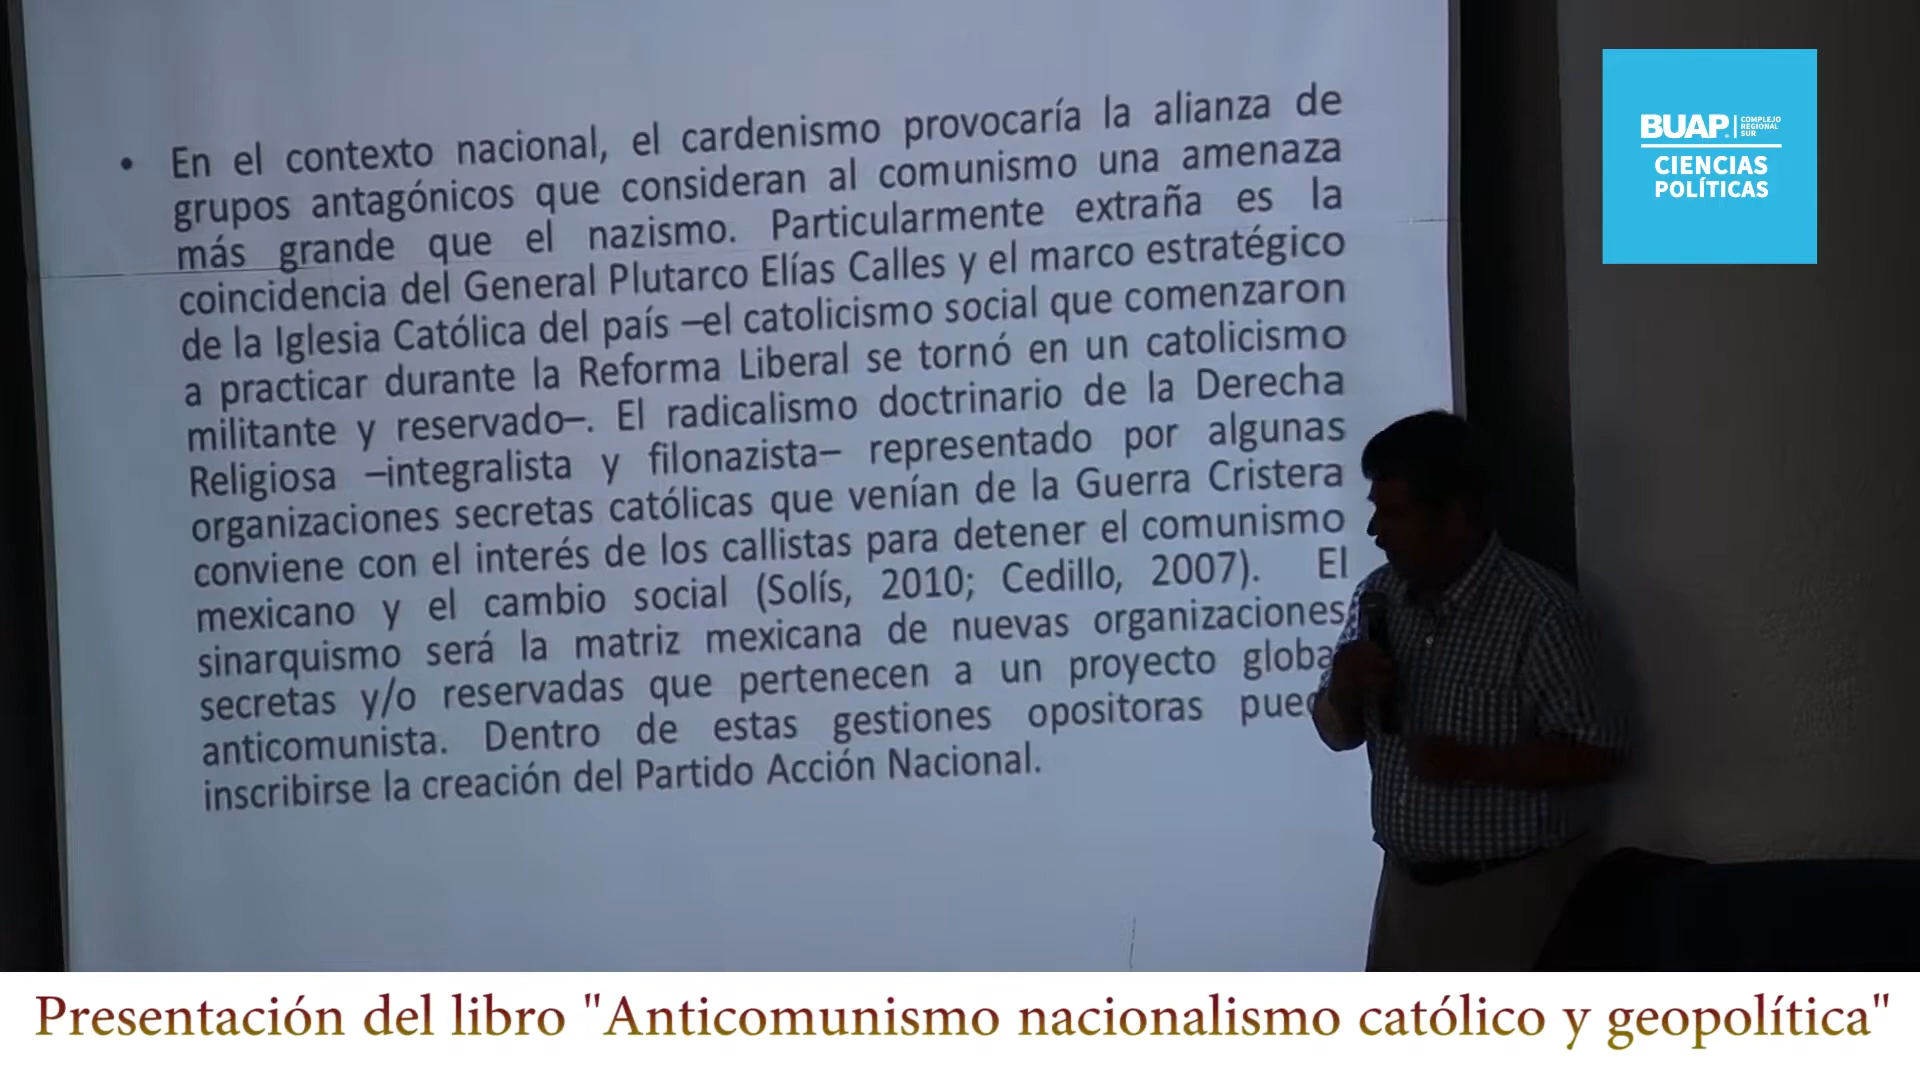 • En el contexto nacional, el cardenismo provocaría la alianza de
grupos antagónicos que consideran al comunismo una amenaza
más grande que el nazismo. Particularmente extraña es la
coincidencia del General Plutarco Elías Calles y el marco estratégico
de la Iglesia Católica del país –el catolicismo social que comenzaron
a practicar durante la Reforma Liberal se tornó en un catolicismo
militante y reservado–. El radicalismo doctrinario de la Derecha
Religiosa –integralista y filonazista– representado por algunas
organizaciones secretas católicas que venían de la Guerra Cristera
conviene con el interés de los callistas para detener el comunismo
mexicano y el cambio social (Solís, 2010; Cedillo, 2007). El
sinarquismo será la matriz mexicana de nuevas organizaciones
secretas y/o reservadas que pertenecen a un proyecto
anticomunista. Dentro de estas gestiones opositoras
inscribirse la creación del Partido Acción Nacional.
BUAP. COMPLEJO
REGIONAL
SUR
CIENCIAS
POLÍTICAS
Presentación del libro "Anticomunismo nacionalismo católico y geopolítica"